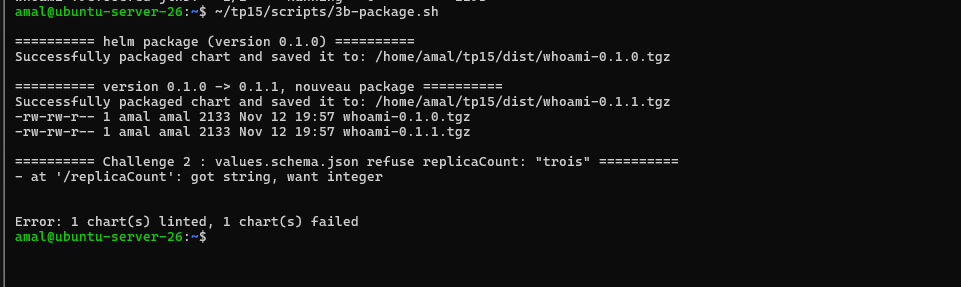 amal@ubuntu-server-26:~$ ~/tp15/scripts/3b-package.sh
========== helm package (version 0.1.0) ==========
Successfully packaged chart and saved it to: /home/amal/tp15/dist/whoami-0.1.0.tgz
========== version 0.1.0 -> 0.1.1, nouveau package ==========
Successfully packaged chart and saved it to: /home/amal/tp15/dist/whoami-0.1.1.tgz
-rw-rw-r-- 1 amal amal 2133 Nov 12 19:57 whoami-0.1.0.tgz
-rw-rw-r-- 1 amal amal 2133 Nov 12 19:57 whoami-0.1.1.tgz
========== Challenge 2 : values.schema.json refuse replicaCount: "trois" ==========
- at '/replicaCount': got string, want integer
Error: 1 chart(s) linted, 1 chart(s) failed
amal@ubuntu-server-26:~$